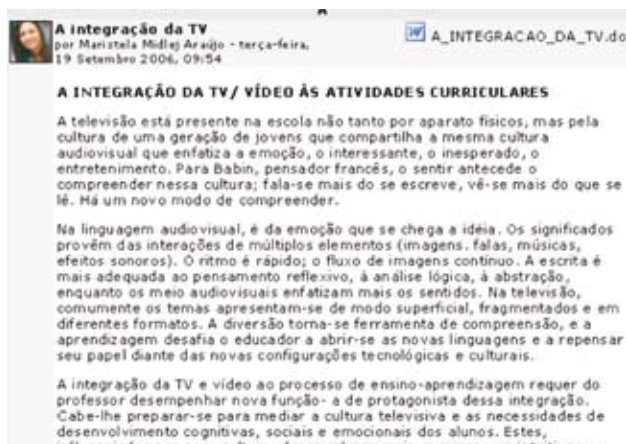 A integração da TV
por Maristela Midlej Araújo - terça-feira,
19 Setembro 2006, 09:54
A_INTEGRACAO_DA_TV.do
A INTEGRAÇÃO DA TV/ VÍDEO ÀS ATIVIDADES CURRICULARES
A televisão está presente na escola não tanto por aparato físicos, mas pela
cultura de uma geração de jovens que compartilha a mesma cultura
audiovisual que enfatiza a emoção, o interessante, o inesperado, o
entretenimento. Para Babin, pensador francês, o sentir antecede o
compreender nessa cultura; fala-se mais do se escreve, vê-se mais do que se
lê. Há um novo modo de compreender.
Na linguagem audiovisual, é da emoção que se chega a idéia. Os significados
provêm das interações de múltiplos elementos (imagens. falas, músicas,
efeitos sonoros). O ritmo é rápido; o fluxo de imagens contínuo. A escrita é
mais adequada ao pensamento reflexivo, à análise lógica, à abstração,
enquanto os meio audiovisuais enfatizam mais os sentidos. Na televisão,
comumente os temas apresentam-se de modo superficial, fragmentados e em
diferentes formatos. A diversão torna-se ferramenta de compreensão, e a
aprendizagem desafia o educador a abrir-se as novas linguagens e a repensar
seu papel diante das novas configurações tecnológicas e culturais.
A integração da TV e vídeo ao processo de ensino-aprendizagem requer do
professor desempenhar nova função- a de protagonista dessa integração.
Cabe-lhe preparar-se para mediar a cultura televisiva e as necessidades de
desenvolvimento cognitivas, sociais e emocionais dos alunos. Estes,